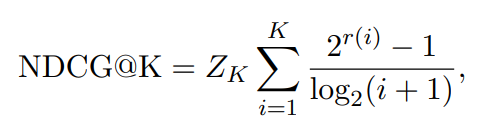 NDCG@K = Z_K \sum_{i=1}^{K} \frac{2^{r(i)} - 1}{\log_2(i + 1)},